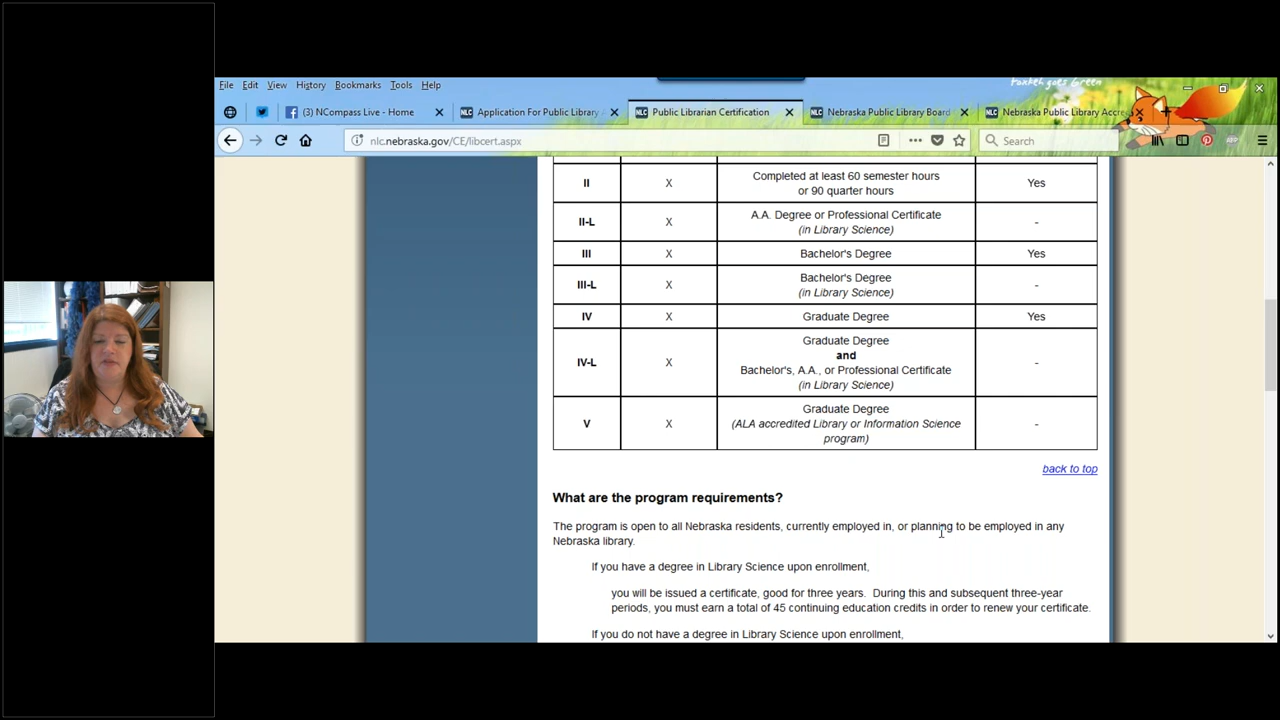 foxkeh goes Green
File Edit View History Bookmarks Tools Help
(3) NCompass Live - Home
NLC Application For Public Library
NLC Public Librarian Certification
NLC Nebraska Public Library Board
NLC Nebraska Public Library Accre
nlc.nebraska.gov/CE/libcert.aspx
Search
II X Completed at least 60 semester hours Yes
or 90 quarter hours
II-L X A.A. Degree or Professional Certificate -
(in Library Science)
III X Bachelor's Degree Yes
III-L X Bachelor's Degree -
(in Library Science)
IV X Graduate Degree Yes
IV-L X Graduate Degree -
and
Bachelor's, A.A., or Professional Certificate
(in Library Science)
V X Graduate Degree -
(ALA accredited Library or Information Science
program)
back to top
What are the program requirements?
The program is open to all Nebraska residents, currently employed in, or planning to be employed in any
Nebraska library.
If you have a degree in Library Science upon enrollment,
you will be issued a certificate, good for three years. During this and subsequent three-year
periods, you must earn a total of 45 continuing education credits in order to renew your certificate.
If you do not have a degree in Library Science upon enrollment,